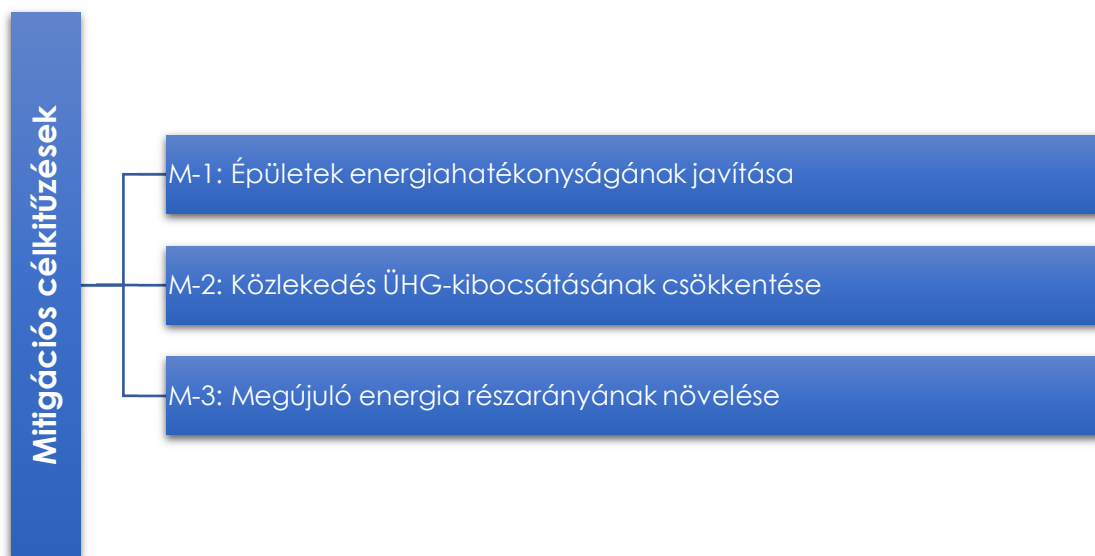 Mitigációs célkitűzések
M-1: Épületek energiahatékonyságának javítása
M-2: Közlekedés ÜHG-kibocsátásának csökkentése
M-3: Megújuló energia részarányának növelése